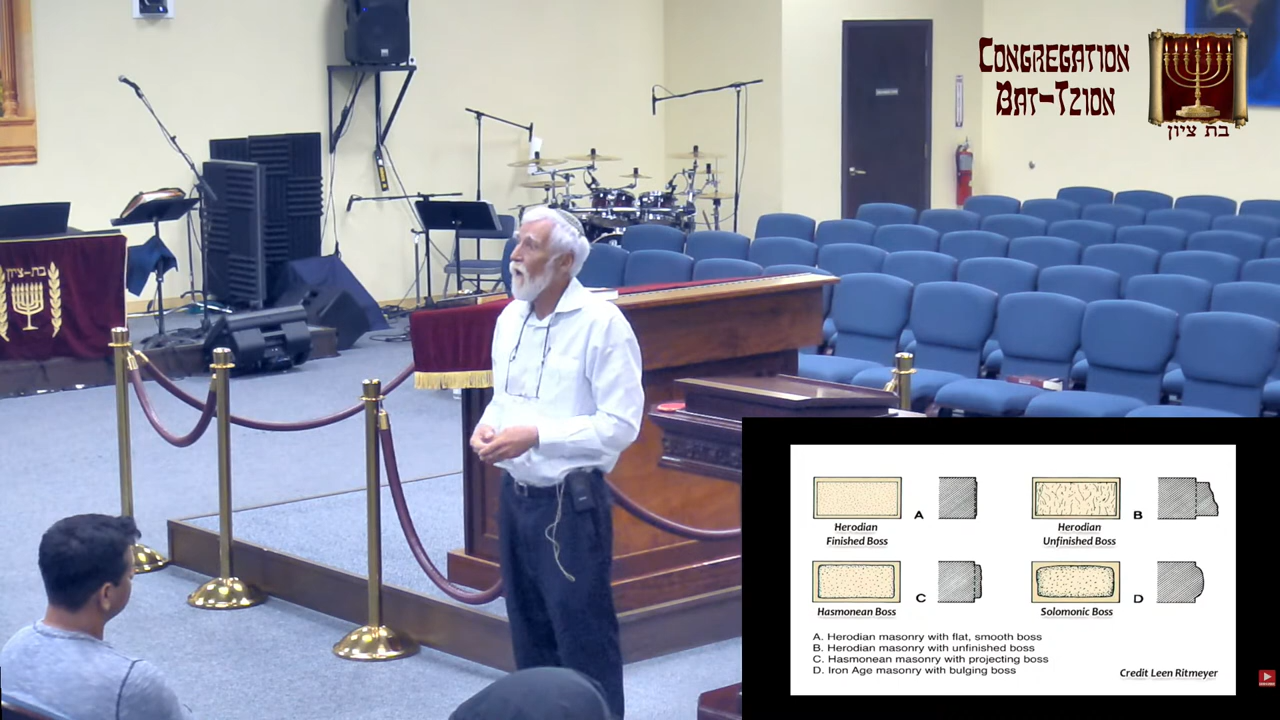 CONGREGATION
BAT-TZION
בת ציון
בת-ציון
Herodian
Finished Boss
A
Herodian
Unfinished Boss
B
Hasmonean Boss
C
Solomonic Boss
D
A. Herodian masonry with flat, smooth boss
B. Herodian masonry with unfinished boss
C. Hasmonean masonry with projecting boss
D. Iron Age masonry with bulging boss
Credit Leen Ritmeyer